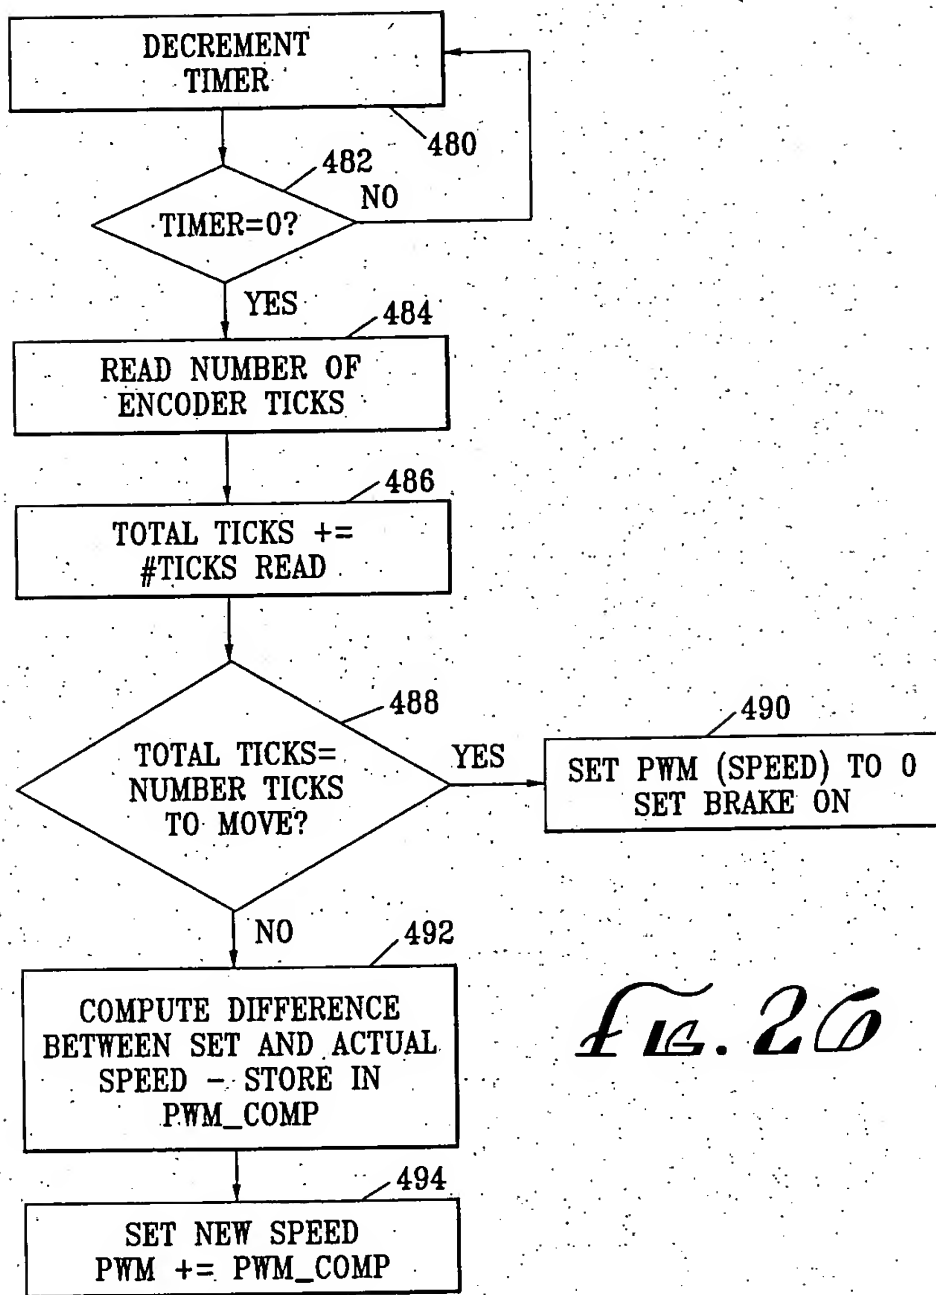 DECREMENT
TIMER
480
482
TIMER=0?
NO
YES
484
READ NUMBER OF
ENCODER TICKS
486
TOTAL TICKS +=
#TICKS READ
488
TOTAL TICKS=
NUMBER TICKS
TO MOVE?
YES
490
SET PWM (SPEED) TO 0
SET BRAKE ON
NO
492
COMPUTE DIFFERENCE
BETWEEN SET AND ACTUAL
SPEED - STORE IN
PWM_COMP
494
SET NEW SPEED
PWM += PWM_COMP
FIG. 26